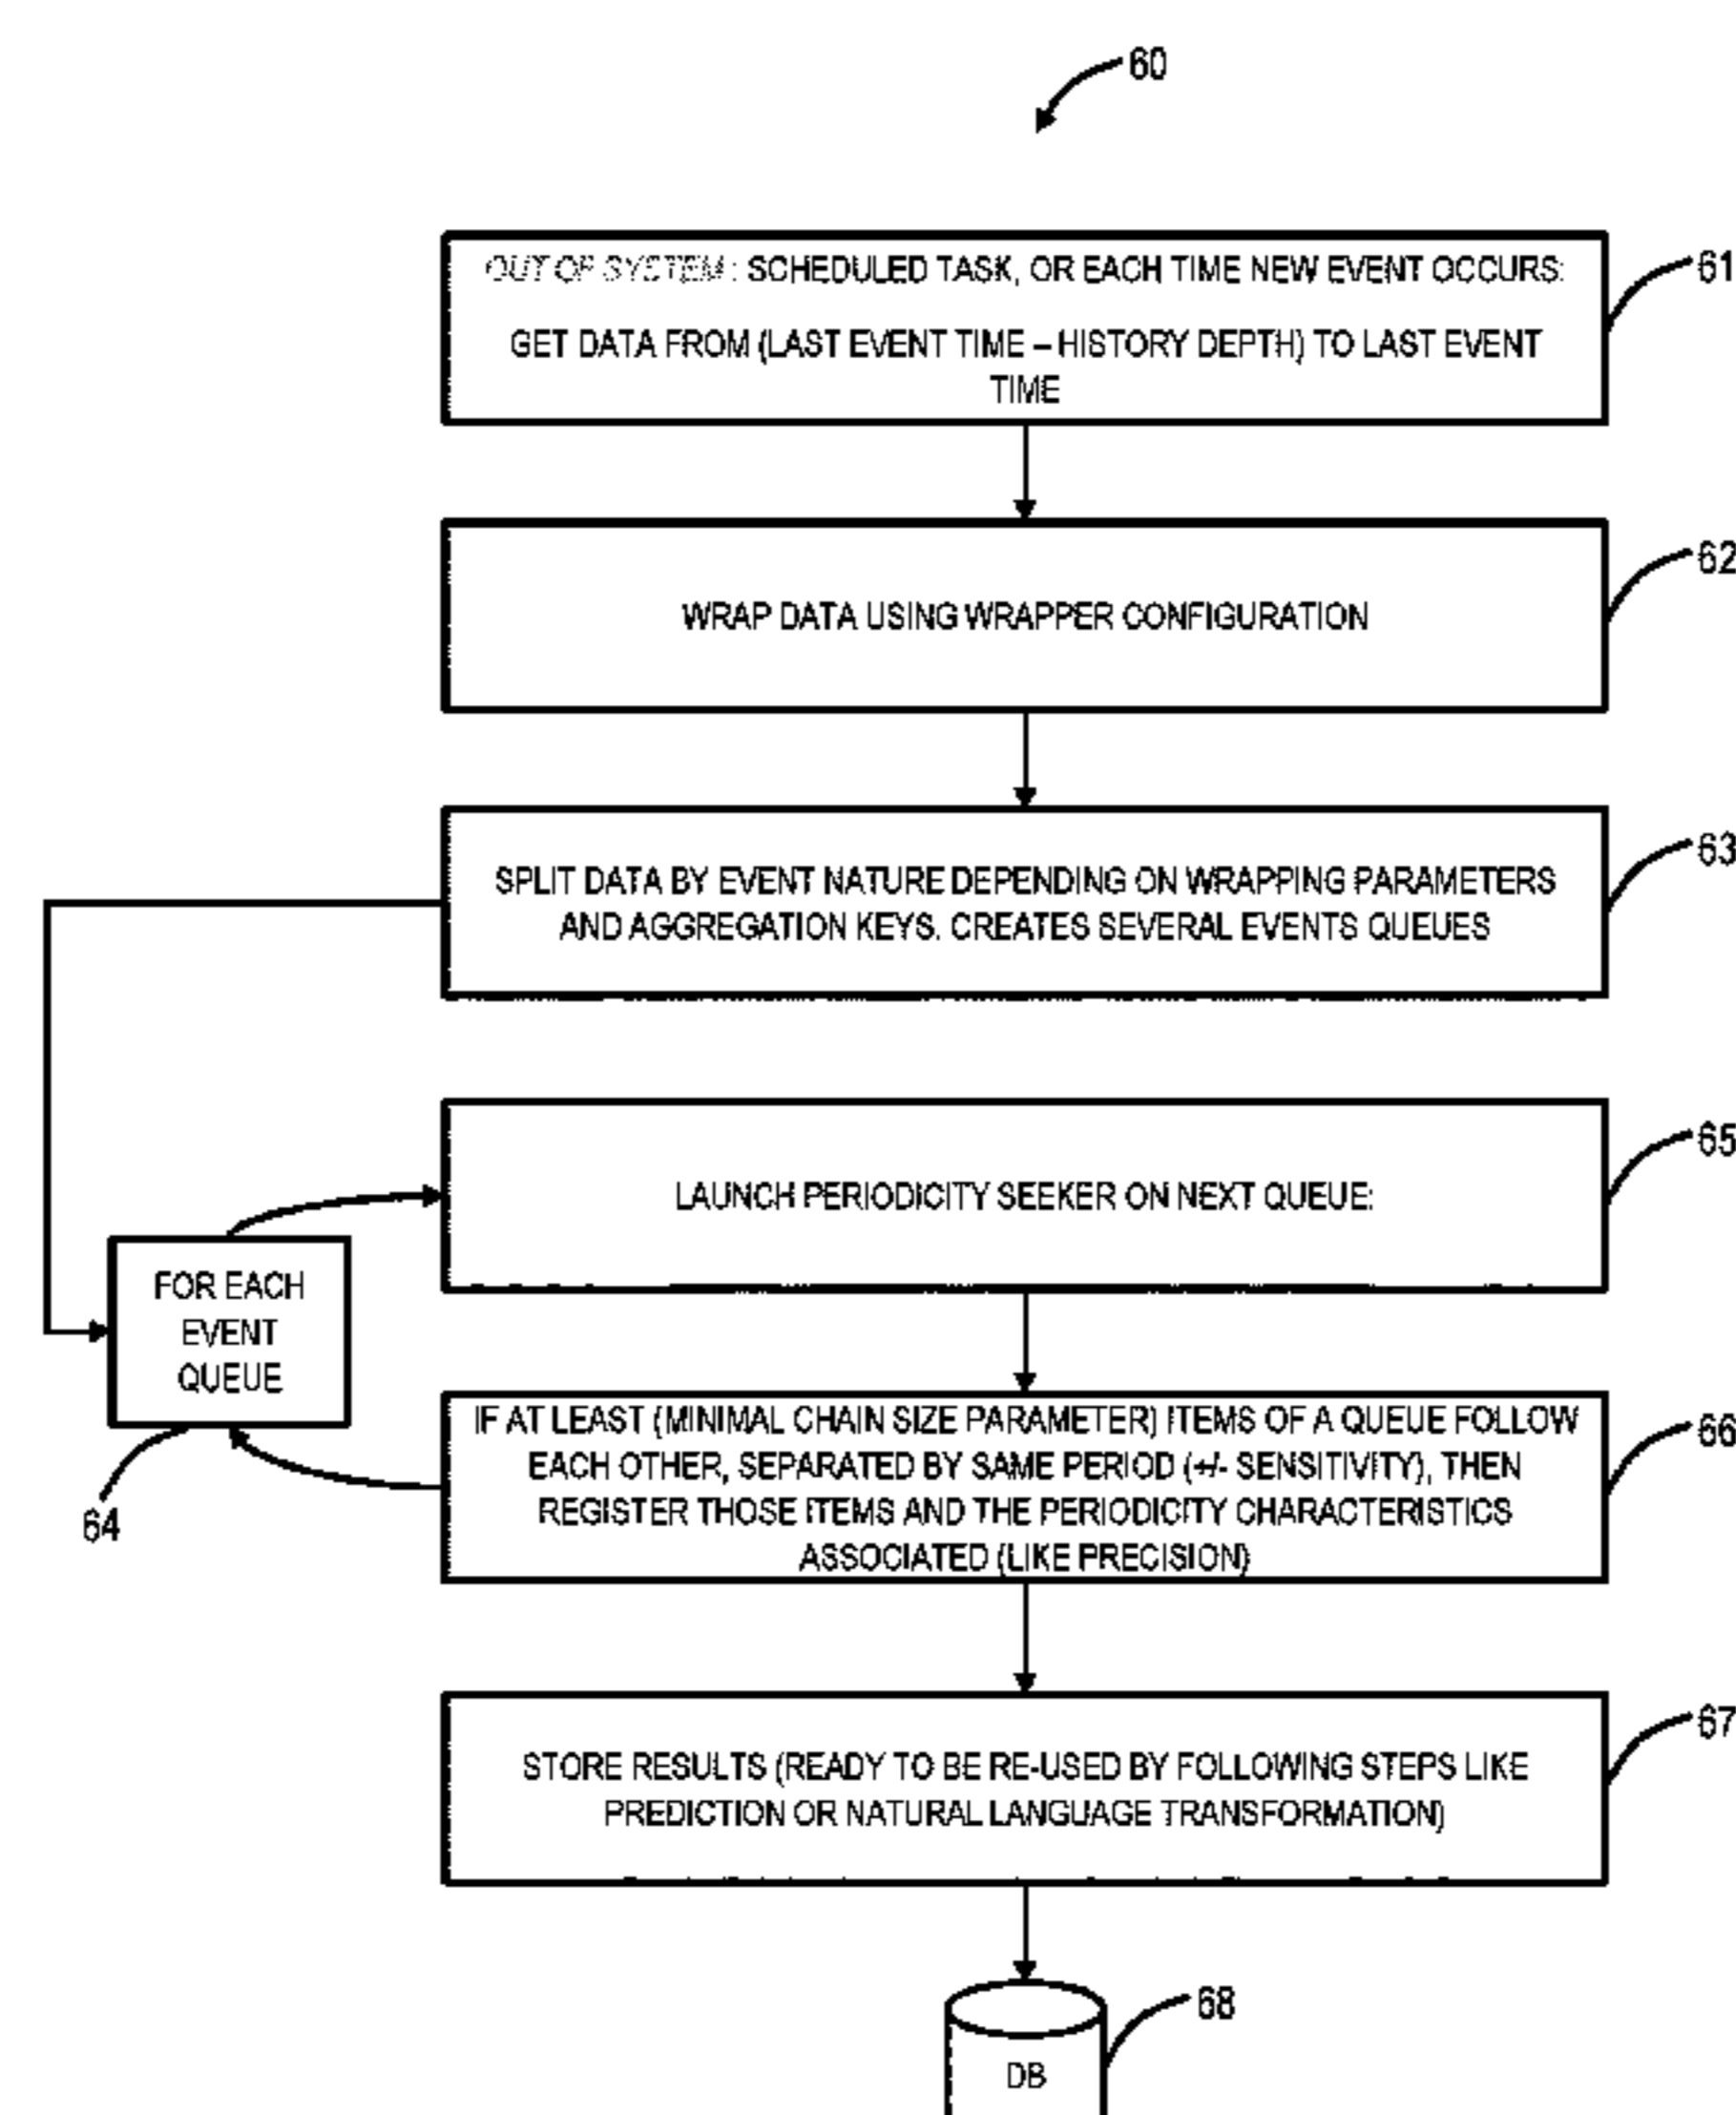 60
OUT OF SYSTEM : SCHEDULED TASK, OR EACH TIME NEW EVENT OCCURS:
GET DATA FROM (LAST EVENT TIME – HISTORY DEPTH) TO LAST EVENT
TIME
61
WRAP DATA USING WRAPPER CONFIGURATION
62
SPLIT DATA BY EVENT NATURE DEPENDING ON WRAPPING PARAMETERS
AND AGGREGATION KEYS. CREATES SEVERAL EVENTS QUEUES
63
LAUNCH PERIODICITY SEEKER ON NEXT QUEUE:
65
FOR EACH
EVENT
QUEUE
64
IF AT LEAST (MINIMAL CHAIN SIZE PARAMETER) ITEMS OF A QUEUE FOLLOW
EACH OTHER, SEPARATED BY SAME PERIOD (+/- SENSITIVITY), THEN
REGISTER THOSE ITEMS AND THE PERIODICITY CHARACTERISTICS
ASSOCIATED (LIKE PRECISION)
66
STORE RESULTS (READY TO BE RE-USED BY FOLLOWING STEPS LIKE
PREDICTION OR NATURAL LANGUAGE TRANSFORMATION)
67
DB
68